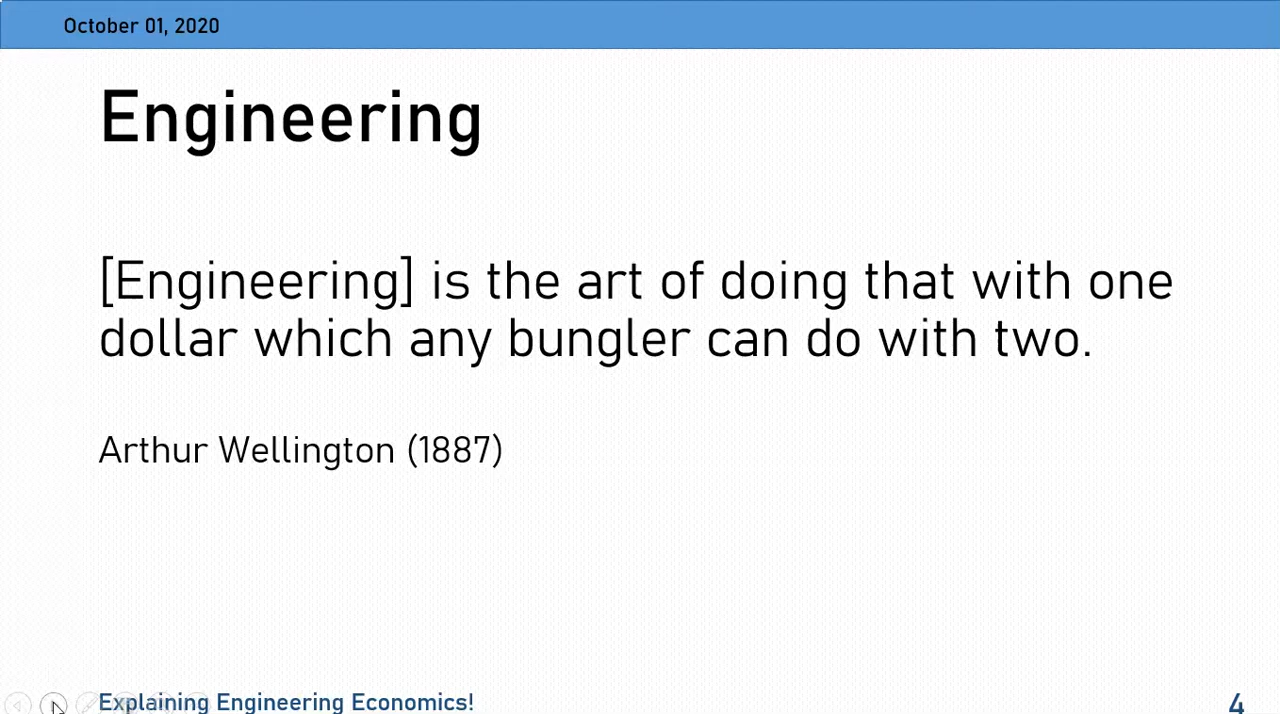 October 01, 2020
Engineering
[Engineering] is the art of doing that with one
dollar which any bungler can do with two.
Arthur Wellington (1887)
Explaining Engineering Economics!
4